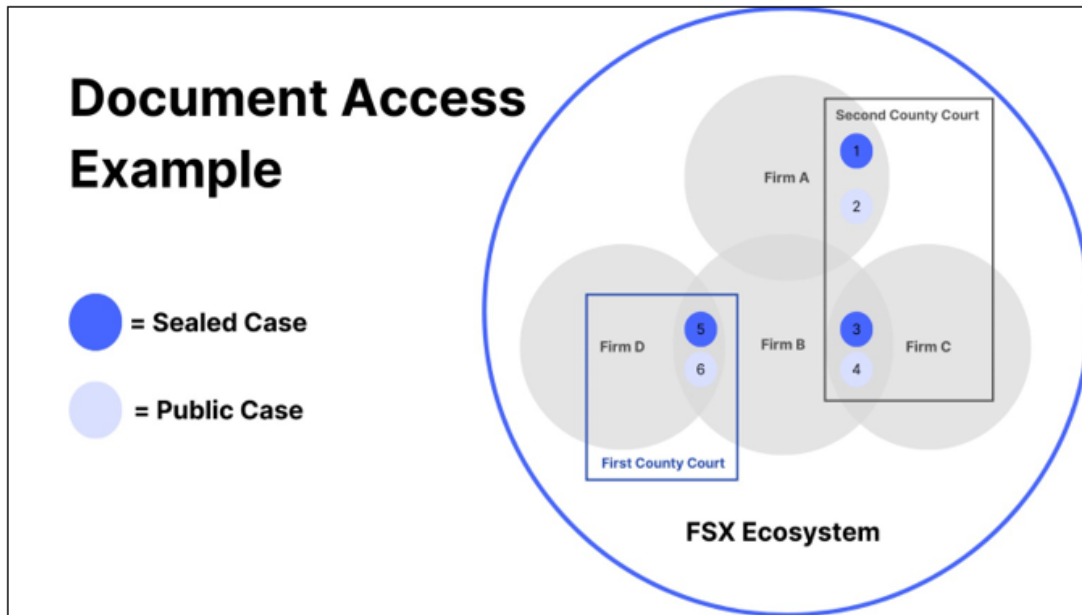 Document Access
Example
= Sealed Case
= Public Case
Second County Court
1
Firm A
2
5
3
Firm D
Firm B
Firm C
6
4
First County Court
FSX Ecosystem